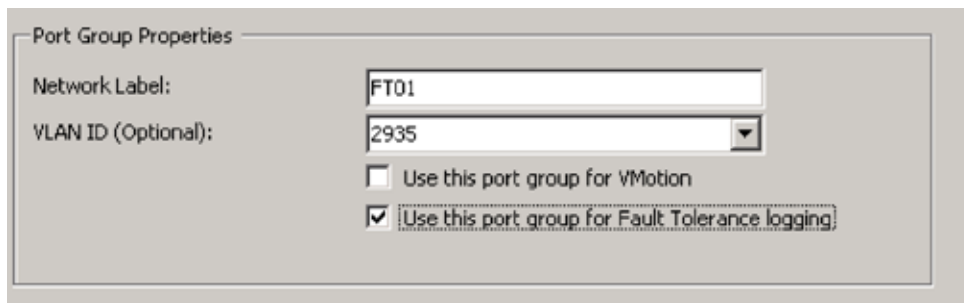 Port Group Properties
Network Label: FT01
VLAN ID (Optional): 2935
Use this port group for VMotion
Use this port group for Fault Tolerance logging